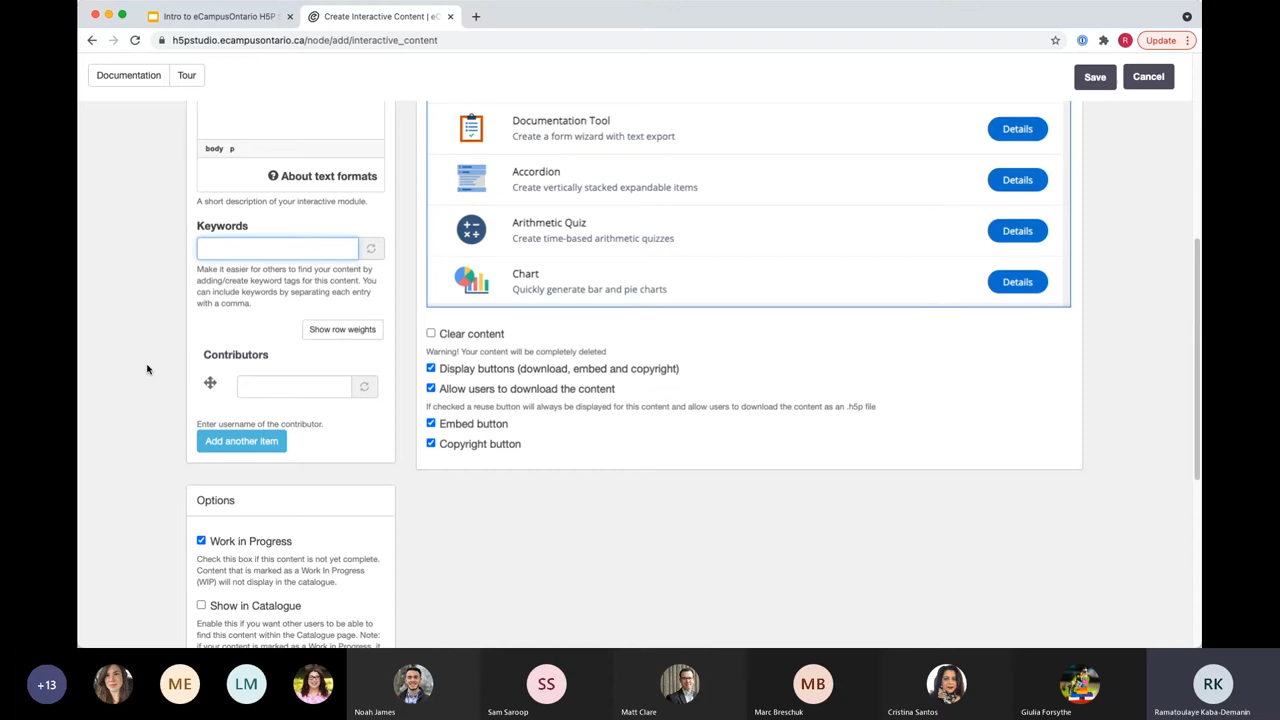 Intro to eCampusOntario H5P S
Create Interactive Content | eC
h5pstudio.ecampusontario.ca/node/add/interactive_content
R
Update
Documentation
Tour
Save
Cancel
body p
About text formats
A short description of your interactive module.
Keywords
Make it easier for others to find your content by
adding/create keyword tags for this content. You
can include keywords by separating each entry
with a comma.
Show row weights
Contributors
Enter username of the contributor.
Add another item
Options
Work in Progress
Check this box if this content is not yet complete.
Content that is marked as a Work In Progress
(WIP) will not display in the catalogue.
Show in Catalogue
Enable this if you want other users to be able to
find this content within the Catalogue page. Note:
if your content is marked as a Work in Progress, it
Documentation Tool
Create a form wizard with text export
Details
Accordion
Create vertically stacked expandable items
Details
Arithmetic Quiz
Create time-based arithmetic quizzes
Details
Chart
Quickly generate bar and pie charts
Details
Clear content
Warning! Your content will be completely deleted
Display buttons (download, embed and copyright)
Allow users to download the content
If checked a reuse button will always be displayed for this content and allow users to download the content as an .h5p file
Embed button
Copyright button
+13
ME
LM
Noah James
SS
Sam Saroop
Matt Clare
MB
Marc Breschuk
Cristina Santos
Giulia Forsythe
RK
Ramatoulaye Kaba-Demanin